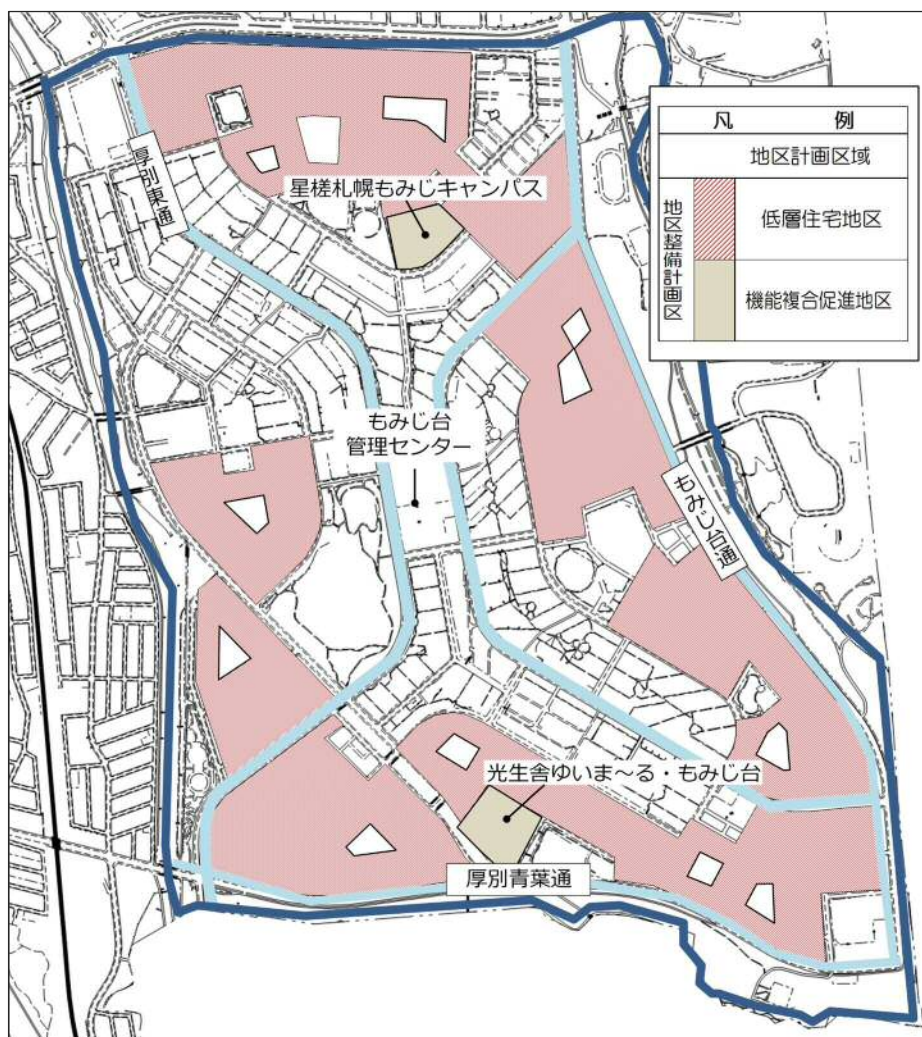 凡例
地区計画区域
地区整備計画区
低層住宅地区
機能複合促進地区
厚別東通
星槎札幌もみじキャンパス
もみじ台
管理センター
もみじ台通
光生舎ゆいま～る・もみじ台
厚別青葉通